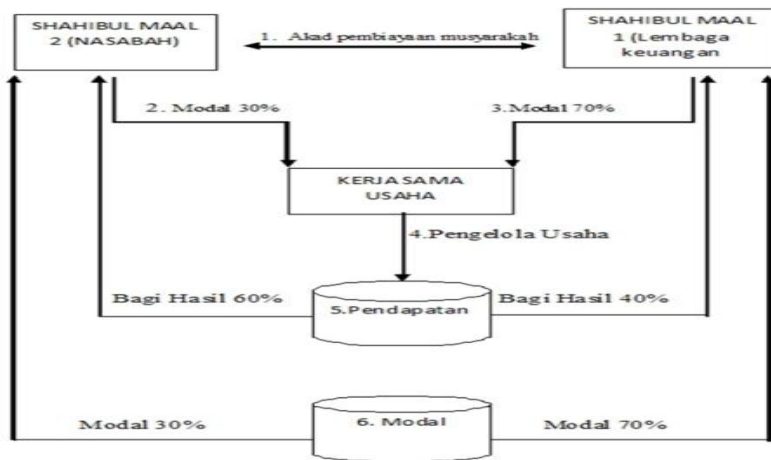 SHAHIBUL MAAL
2 (NASABAH)
1. Akad pembiayaan musyarakah
SHAHIBUL MAAL
1 (Lembaga
keuangan
2. Modal 30%
3.Modal 70%
KERJA SAMA
USAHA
4.Pengelola Usaha
Bagi Hasil 60%
5.Pendapatan
Bagi Hasil 40%
Modal 30%
6. Modal
Modal 70%